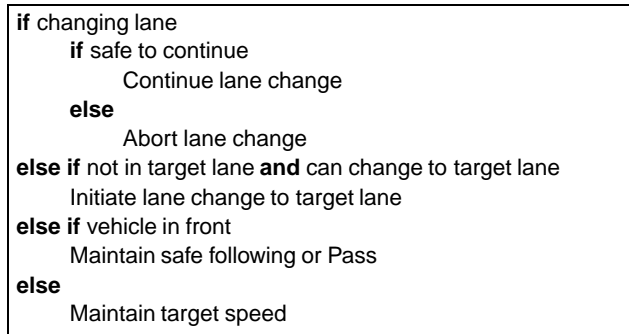 if changing lane
if safe to continue
Continue lane change
else
Abort lane change
else if not in target lane and can change to target lane
Initiate lane change to target lane
else if vehicle in front
Maintain safe following or Pass
else
Maintain target speed